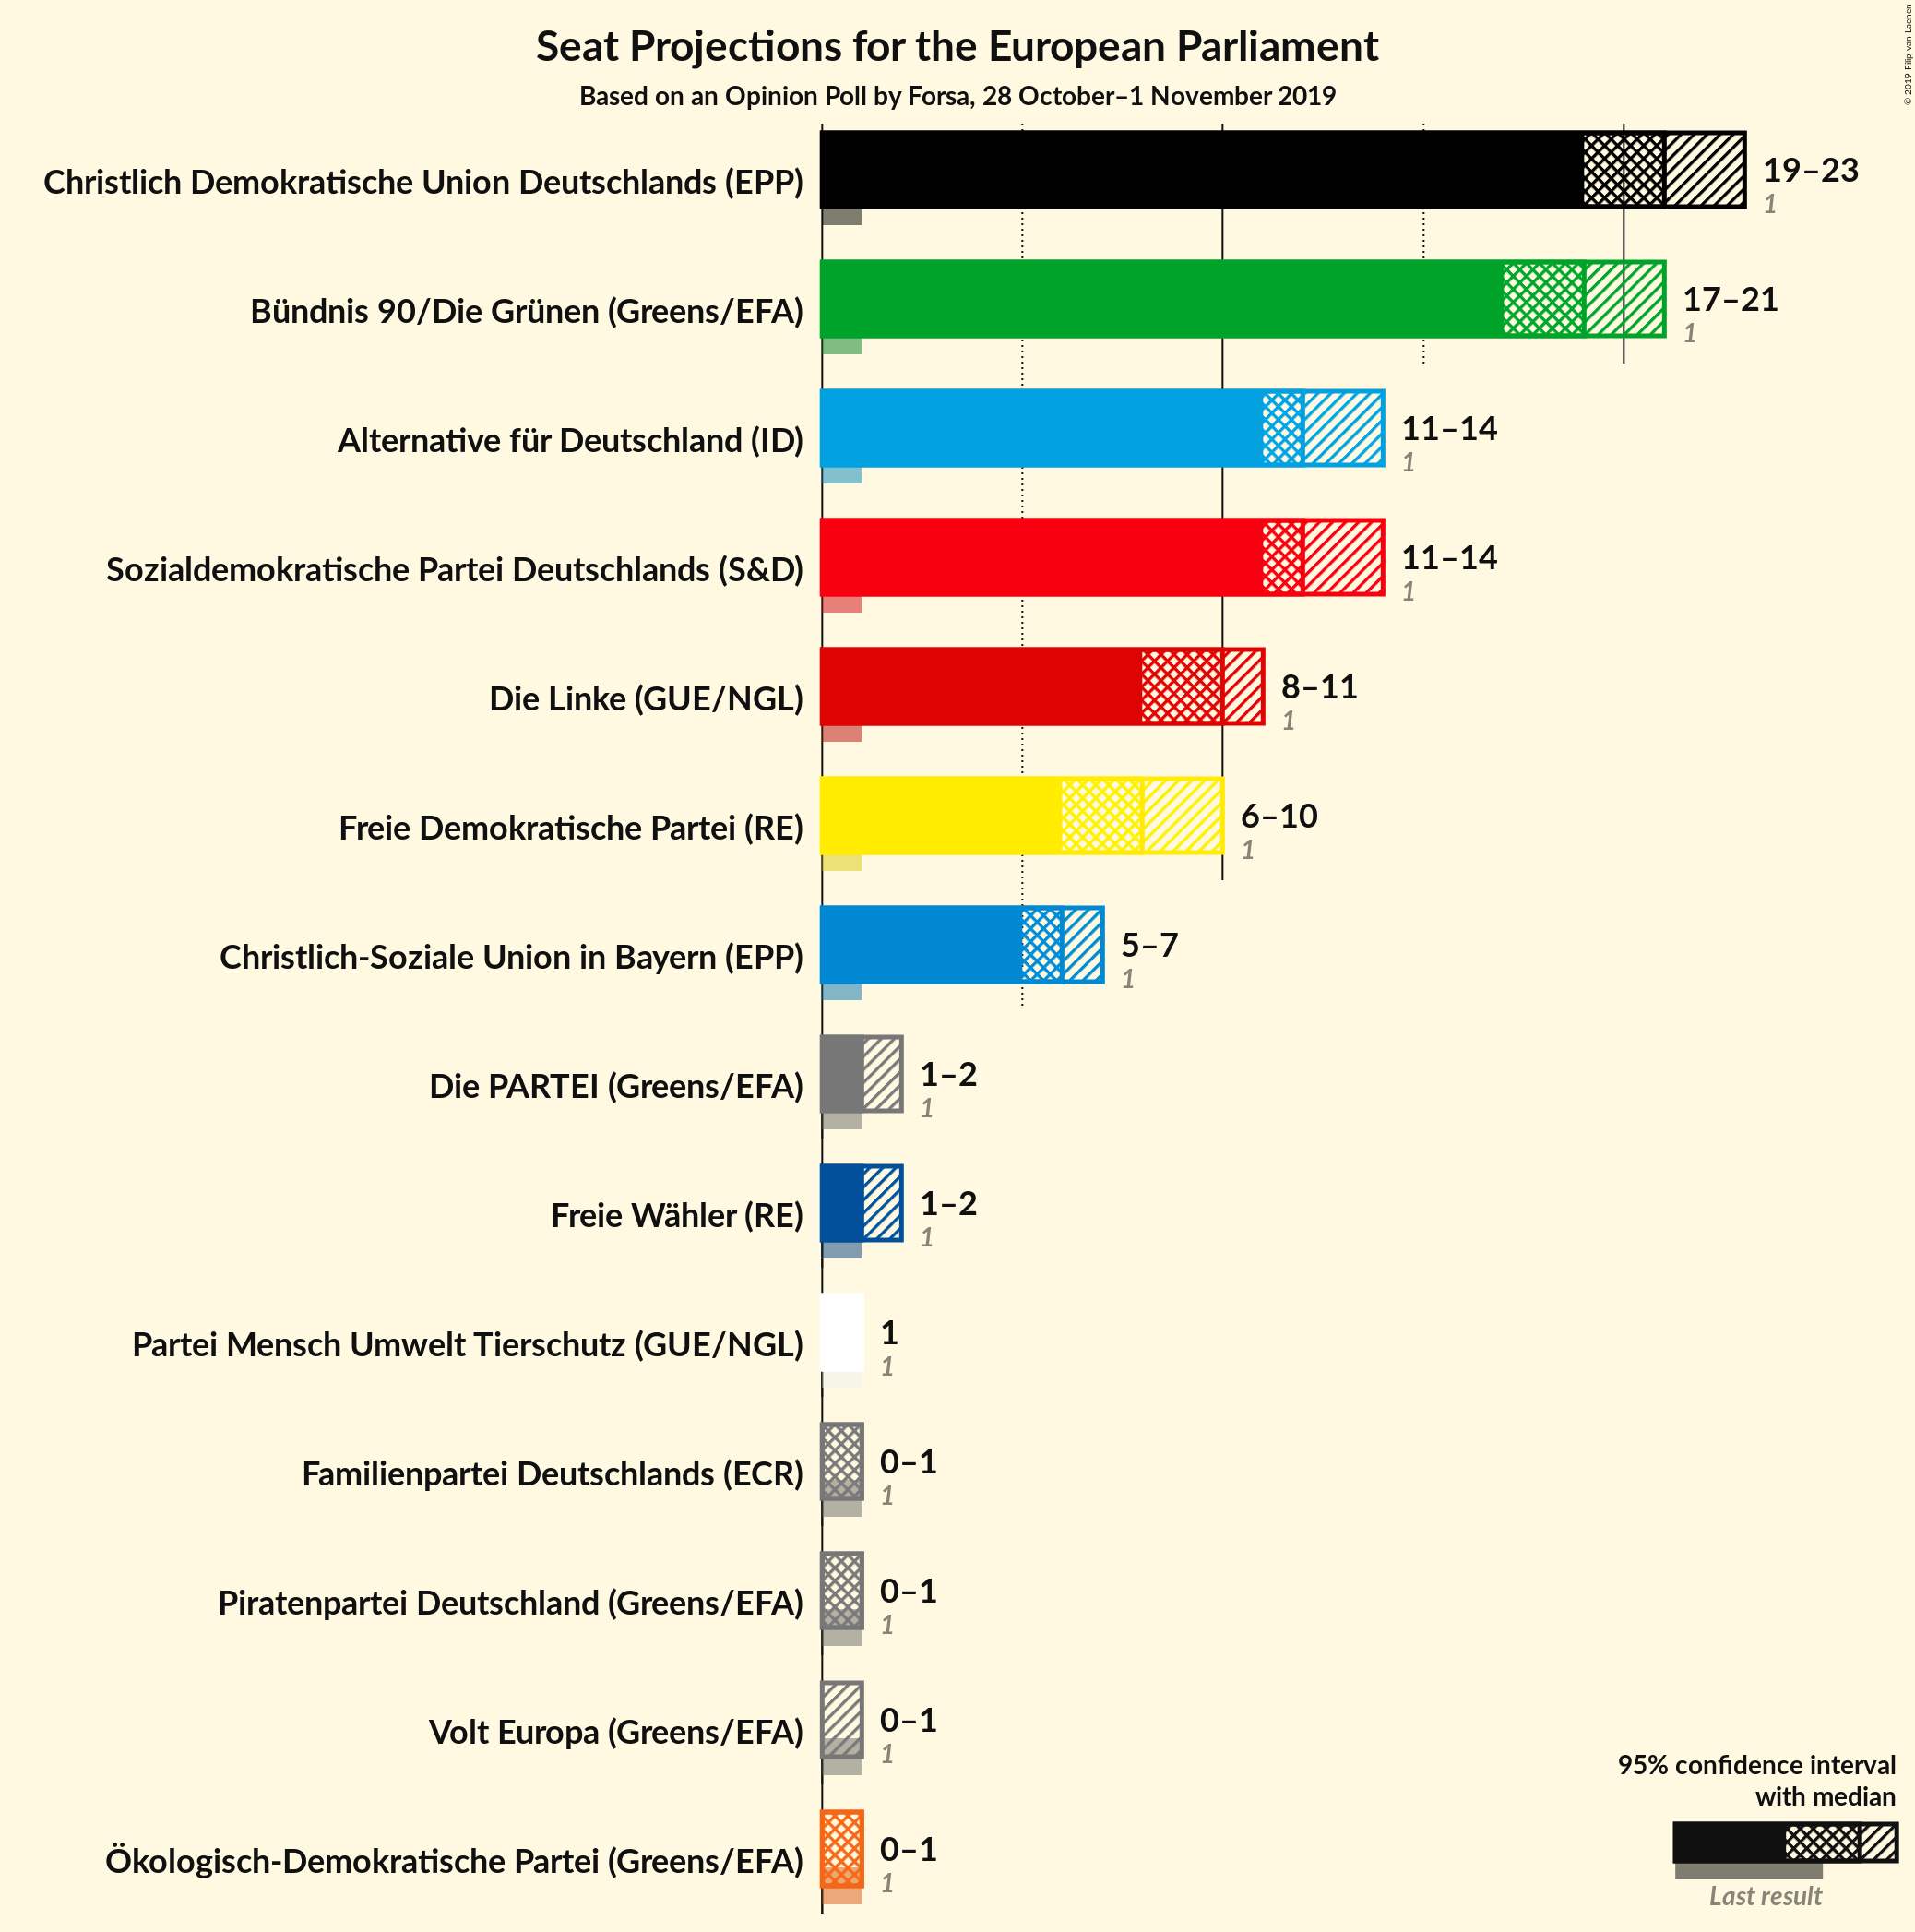 Seat Projections for the European Parliament
Based on an Opinion Poll by Forsa, 28 October–1 November 2019
© 2019 Filip van Laenen
Christlich Demokratische Union Deutschlands (EPP)
19–23
1
Bündnis 90/Die Grünen (Greens/EFA)
17–21
1
Alternative für Deutschland (ID)
11–14
1
Sozialdemokratische Partei Deutschlands (S&D)
11–14
1
Die Linke (GUE/NGL)
8–11
1
Freie Demokratische Partei (RE)
6–10
1
Christlich-Soziale Union in Bayern (EPP)
5–7
1
Die PARTEI (Greens/EFA)
1–2
1
Freie Wähler (RE)
1–2
1
Partei Mensch Umwelt Tierschutz (GUE/NGL)
1
1
Familienpartei Deutschlands (ECR)
0–1
1
Piratenpartei Deutschland (Greens/EFA)
0–1
1
Volt Europa (Greens/EFA)
0–1
1
Ökologisch-Demokratische Partei (Greens/EFA)
0–1
1
95% confidence interval
with median
Last result